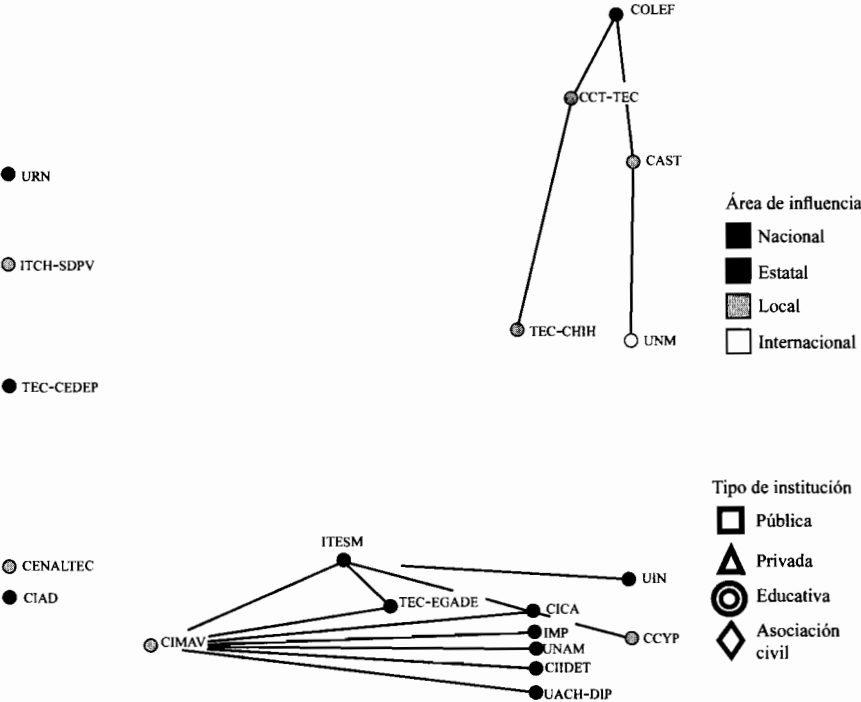 COLEF
CCT-TEC
CAST
URN
Área de influencia
Nacional
ITCH-SDPV
Estatal
Local
TEC-CHIH
UNM
Internacional
TEC-CEDEP
Tipo de institución
Pública
ITESM
Privada
CENALTEC
UIN
CIAD
TEC-EGADE
Educativa
CICA
IMP
CIMAV
CCYP
Asociación
civil
UNAM
CIIDET
UACH-DIP